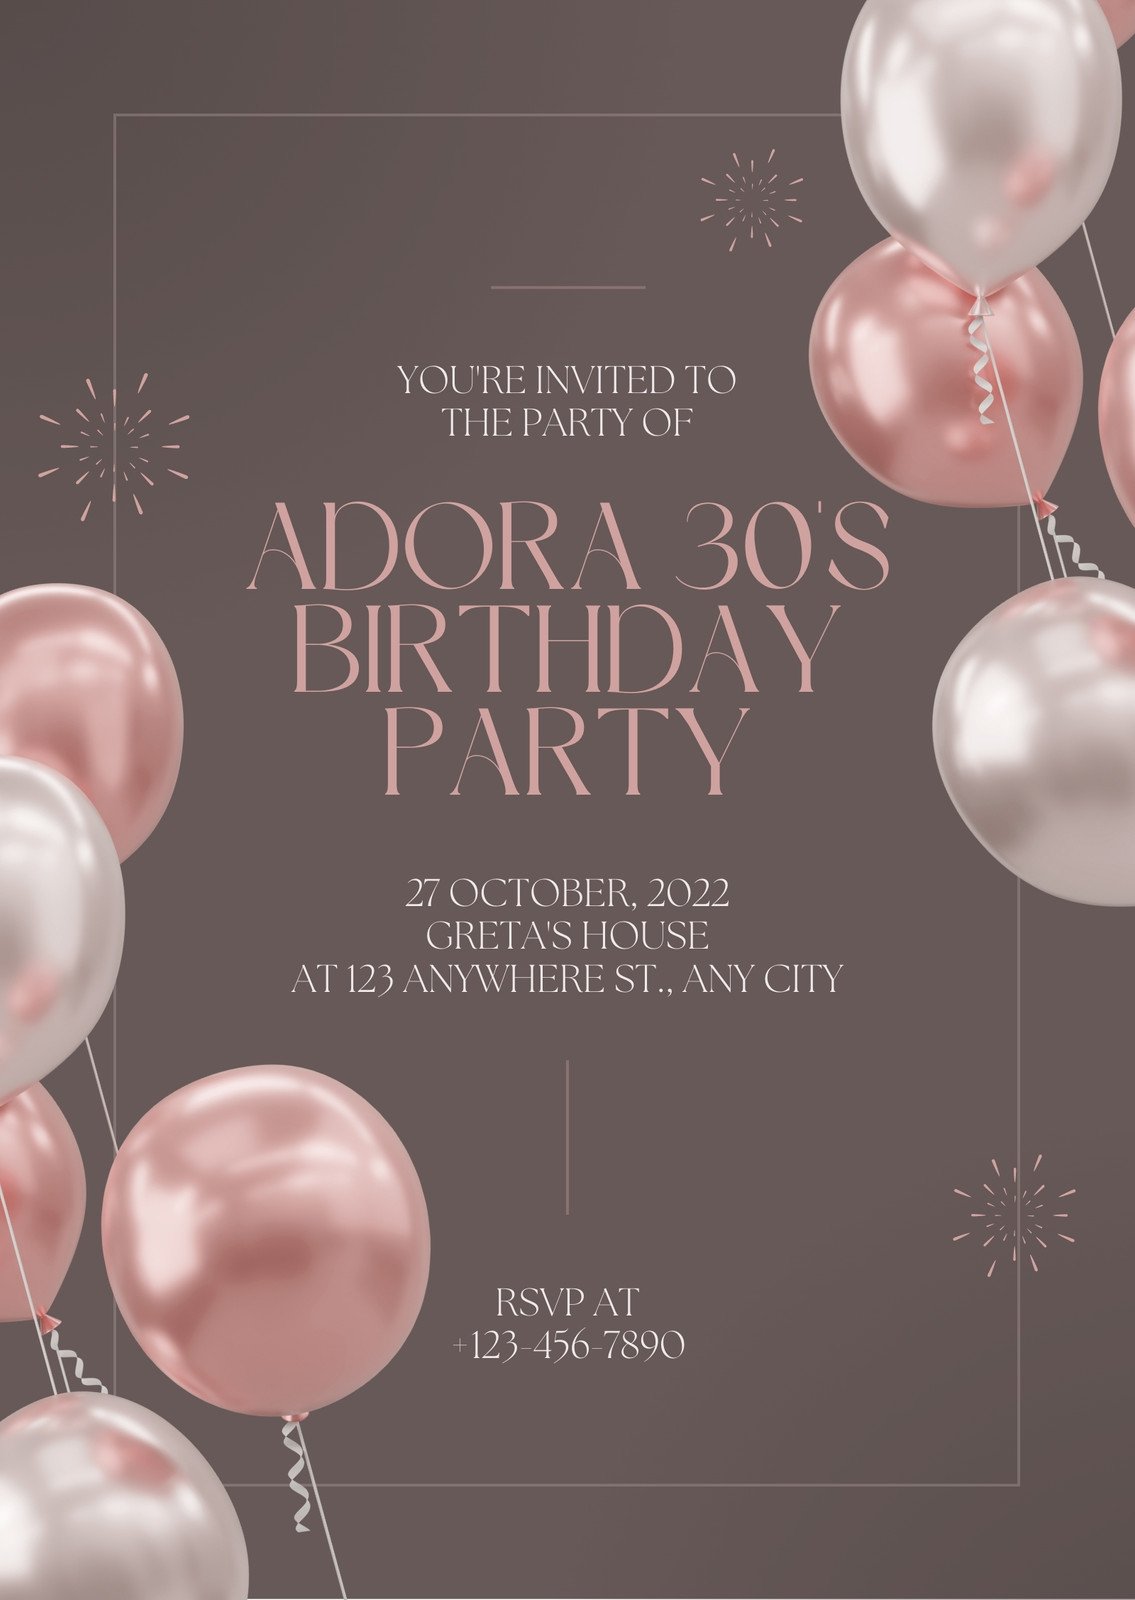 YOU'RE INVITED TO
THE PARTY OF
ADORA 30'S
BIRTHDAY
PARTY
27 OCTOBER, 2022
GRETA'S HOUSE
AT 123 ANYWHERE ST., ANY CITY
RSVP AT
+123-456-7890